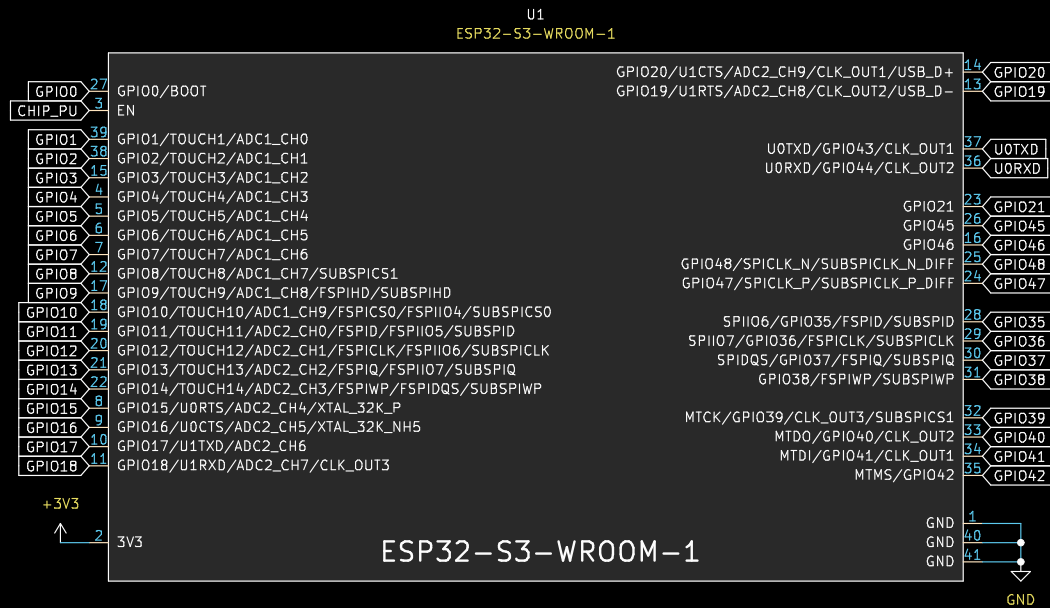 U1
ESP32-S3-WROOM-1
GPIO0 27 GPIO0/BOOT
CHIP_PU 3 EN
GPIO1 39 GPIO1/TOUCH1/ADC1_CH0
GPIO2 38 GPIO2/TOUCH2/ADC1_CH1
GPIO3 15 GPIO3/TOUCH3/ADC1_CH2
GPIO4 4 GPIO4/TOUCH4/ADC1_CH3
GPIO5 5 GPIO5/TOUCH5/ADC1_CH4
GPIO6 6 GPIO6/TOUCH6/ADC1_CH5
GPIO7 7 GPIO7/TOUCH7/ADC1_CH6
GPIO8 12 GPIO8/TOUCH8/ADC1_CH7/SUBSPICS1
GPIO9 17 GPIO9/TOUCH9/ADC1_CH8/FSPIHD/SUBSPIHD
GPIO10 18 GPIO10/TOUCH10/ADC1_CH9/FSPICS0/FSPIIO4/SUBSPICS0
GPIO11 19 GPIO11/TOUCH11/ADC2_CH0/FSPID/FSPIIO5/SUBSPID
GPIO12 20 GPIO12/TOUCH12/ADC2_CH1/FSPICLK/FSPIIO6/SUBSPICLK
GPIO13 21 GPIO13/TOUCH13/ADC2_CH2/FSPIQ/FSPIIO7/SUBSPIQ
GPIO14 22 GPIO14/TOUCH14/ADC2_CH3/FSPIWP/FSPIDQS/SUBSPIWP
GPIO15 8 GPIO15/U0RTS/ADC2_CH4/XTAL_32K_P
GPIO16 9 GPIO16/U0CTS/ADC2_CH5/XTAL_32K_NH5
GPIO17 10 GPIO17/U1TXD/ADC2_CH6
GPIO18 11 GPIO18/U1RXD/ADC2_CH7/CLK_OUT3
+3V3
2 3V3
GPIO20/U1CTS/ADC2_CH9/CLK_OUT1/USB_D+ 14 GPIO20
GPIO19/U1RTS/ADC2_CH8/CLK_OUT2/USB_D- 13 GPIO19
U0TXD/GPIO43/CLK_OUT1 37 U0TXD
U0RXD/GPIO44/CLK_OUT2 36 U0RXD
GPIO21 23 GPIO21
GPIO45 26 GPIO45
GPIO46 16 GPIO46
GPIO48/SPICLK_N/SUBSPICLK_N_DIFF 25 GPIO48
GPIO47/SPICLK_P/SUBSPICLK_P_DIFF 24 GPIO47
SPIIO6/GPIO35/FSPID/SUBSPID 28 GPIO35
SPIIO7/GPIO36/FSPICLK/SUBSPICLK 29 GPIO36
SPIDQS/GPIO37/FSPIQ/SUBSPIQ 30 GPIO37
GPIO38/FSPIWP/SUBSPIWP 31 GPIO38
MTCK/GPIO39/CLK_OUT3/SUBSPICS1 32 GPIO39
MTDO/GPIO40/CLK_OUT2 33 GPIO40
MTDI/GPIO41/CLK_OUT1 34 GPIO41
MTMS/GPIO42 35 GPIO42
GND 1
GND 40
GND 41
ESP32-S3-WROOM-1
GND